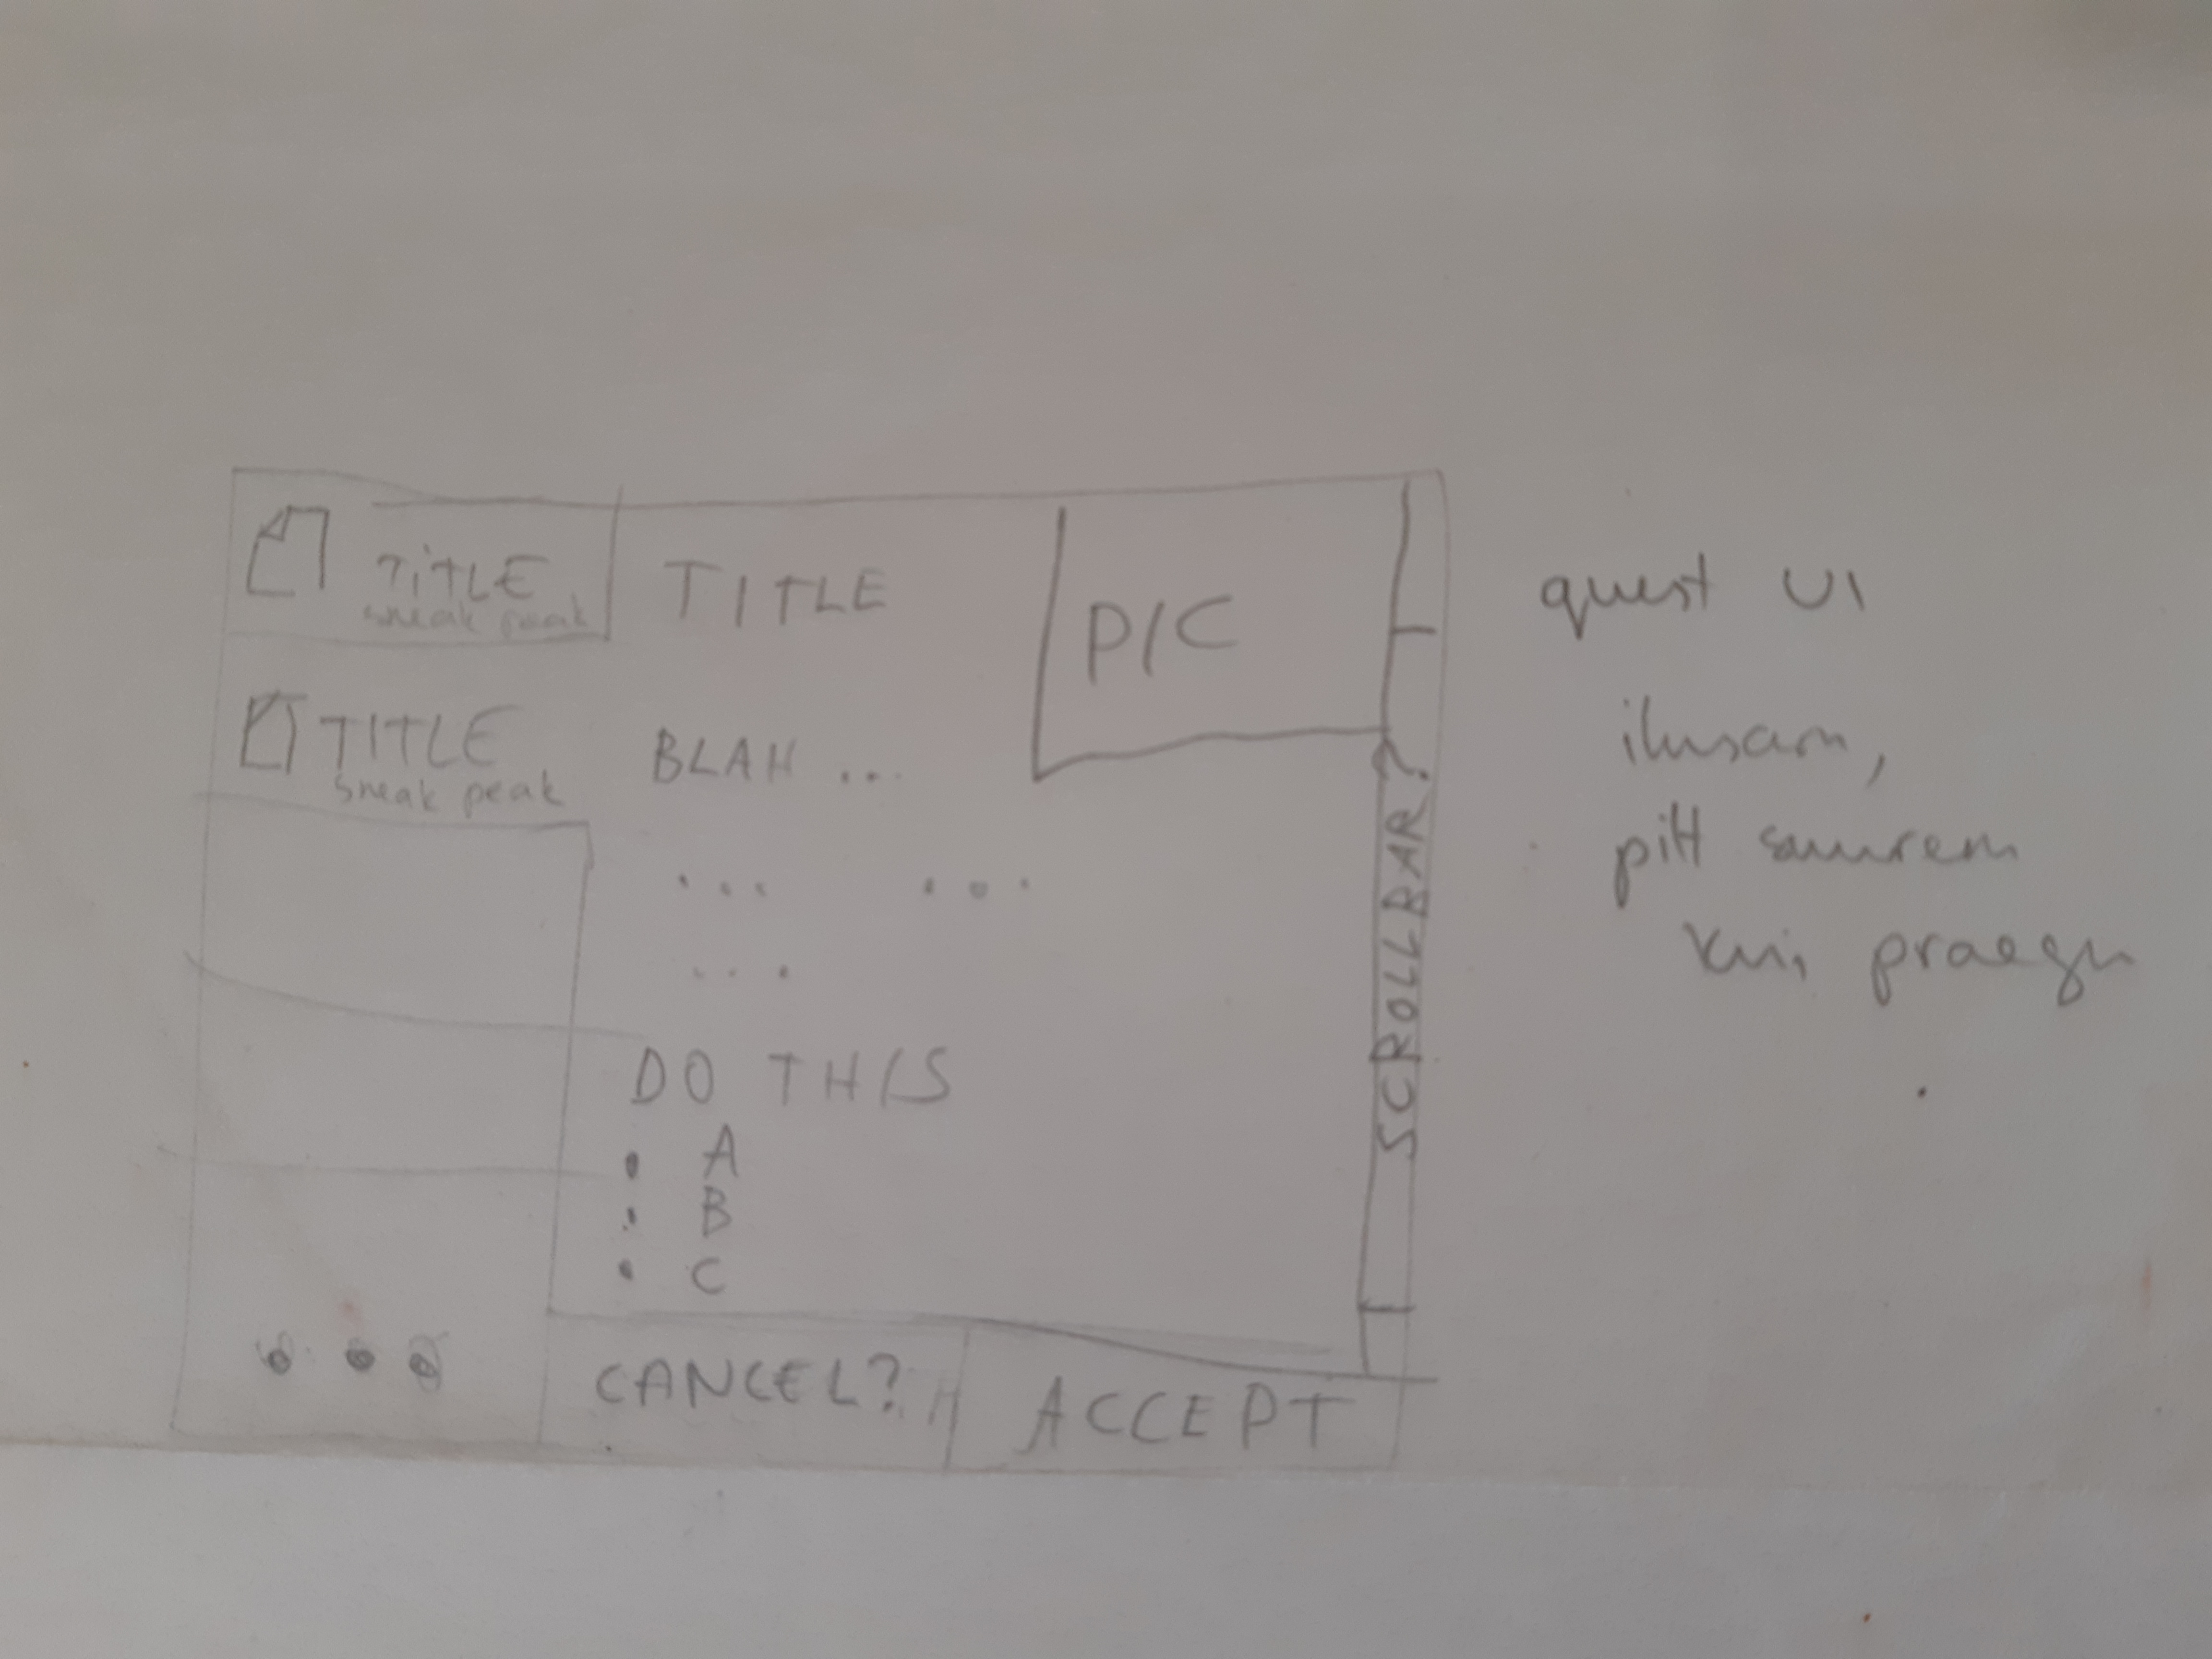 TiTLE
sneak peak
TITLE
sneak peak
TITLE
PIC
BLAH ...
... ...
...
DO THIS
• A
• B
• C
SCROLLBAR?
...
CANCEL?
ACCEPT
quest UI
ilusam,
pilt suurem
kui praegu